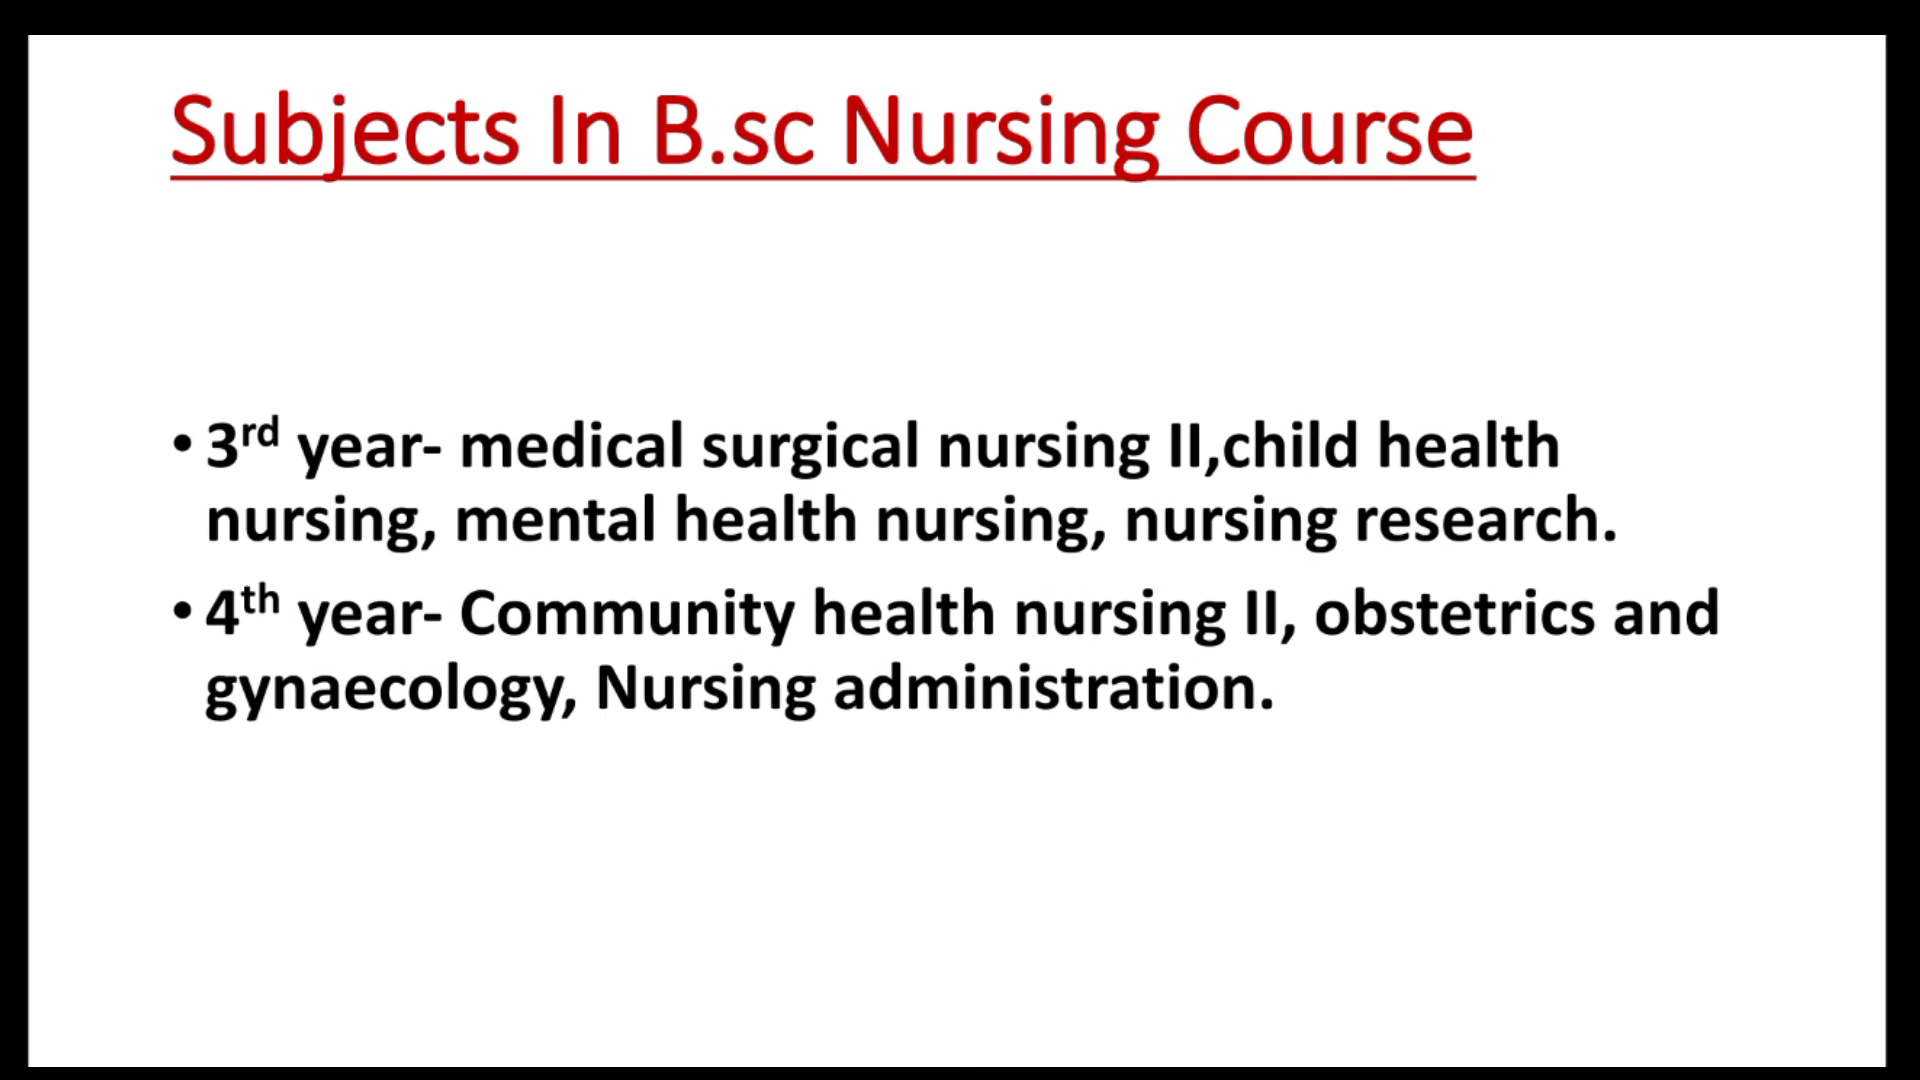 Subjects In B.sc Nursing Course
• 3rd year- medical surgical nursing II,child health
nursing, mental health nursing, nursing research.
• 4th year- Community health nursing II, obstetrics and
gynaecology, Nursing administration.